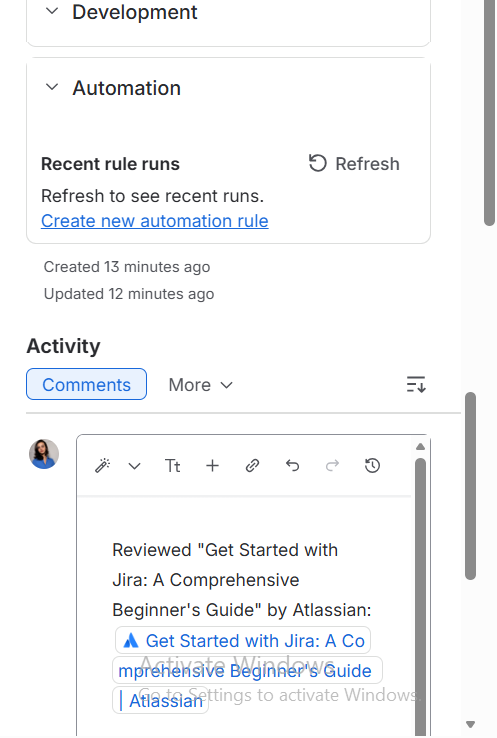 Development
Automation
Recent rule runs Refresh
Refresh to see recent runs.
Create new automation rule
Created 13 minutes ago
Updated 12 minutes ago
Activity
Comments More
Tt
Reviewed "Get Started with
Jira: A Comprehensive
Beginner's Guide" by Atlassian:
Get Started with Jira: A Co
mprehensive Beginner's Guide
| Atlassian
Activate Windows
Go to Settings to activate Windows.